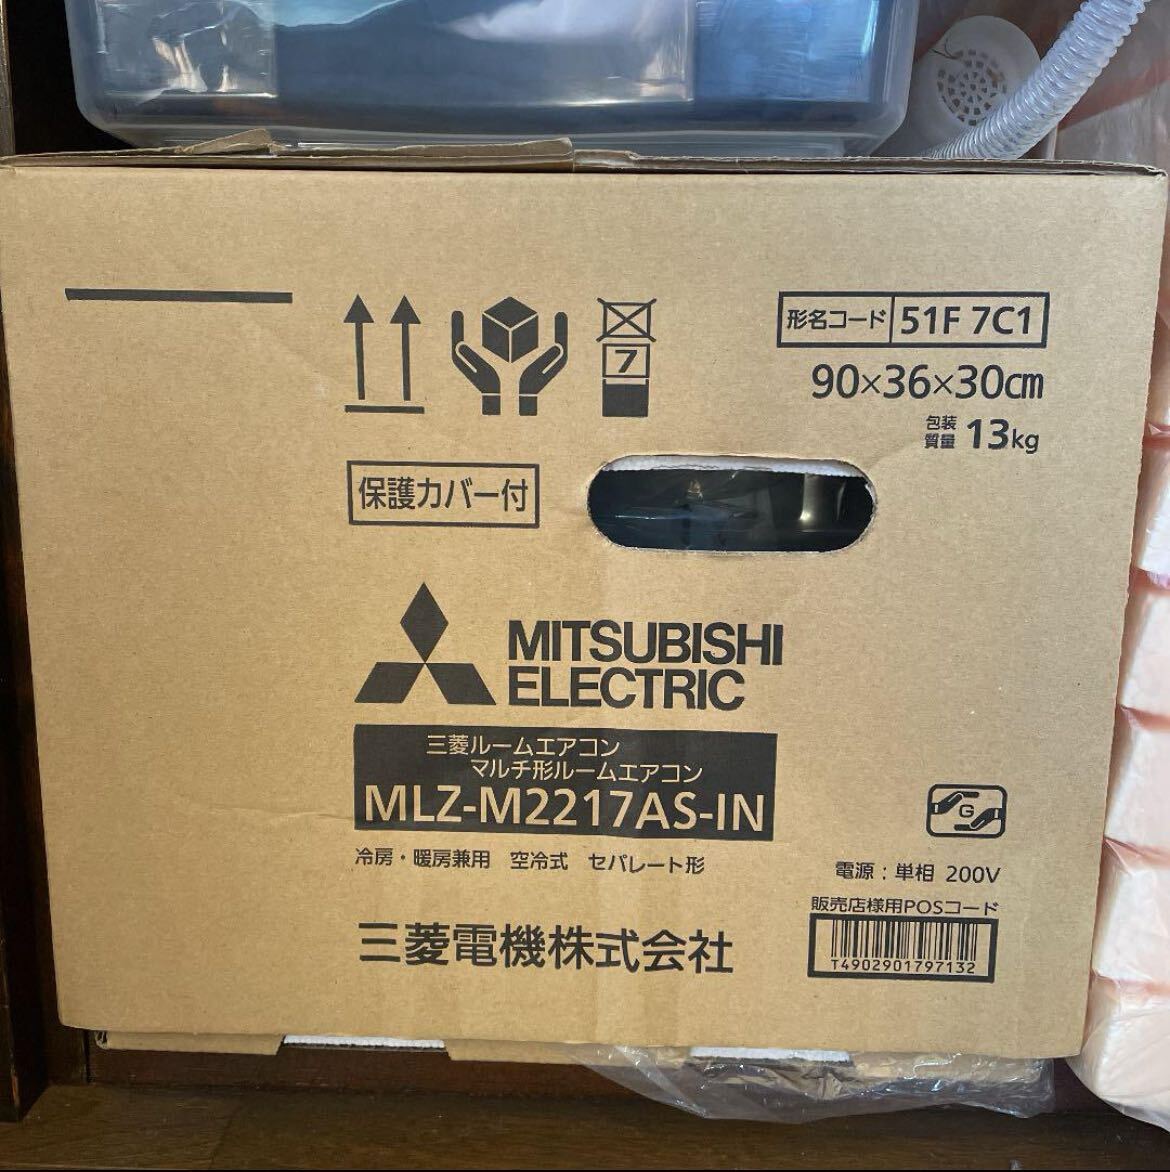 7
形名コード 51F 7C1
90×36×30cm
包装質量 13kg
保護カバー付
MITSUBISHI
ELECTRIC
三菱ルームエアコン
マルチ形ルームエアコン
MLZ-M2217AS-IN
冷房・暖房兼用 空冷式 セパレート形
G
電源：単相 200V
販売店様用POSコード
T4902901797132
三菱電機株式会社